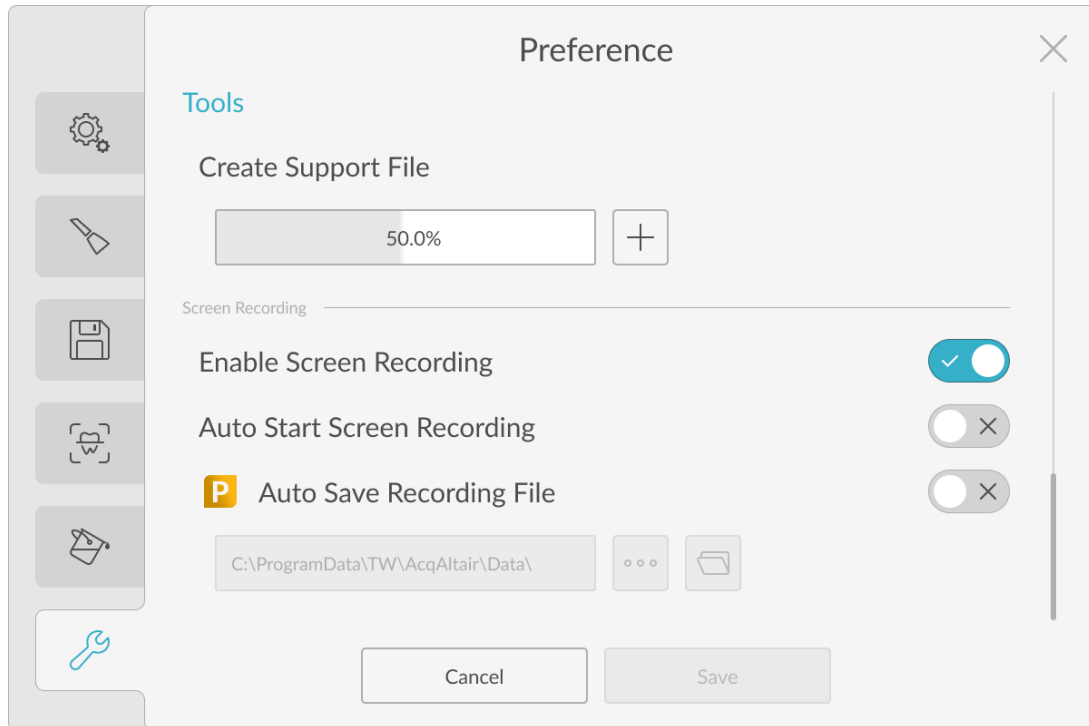 Preference
Tools
Create Support File
50.0%
Screen Recording
Enable Screen Recording
Auto Start Screen Recording
P Auto Save Recording File
C:\ProgramData\TW\AcqAltair\Data\
Cancel
Save